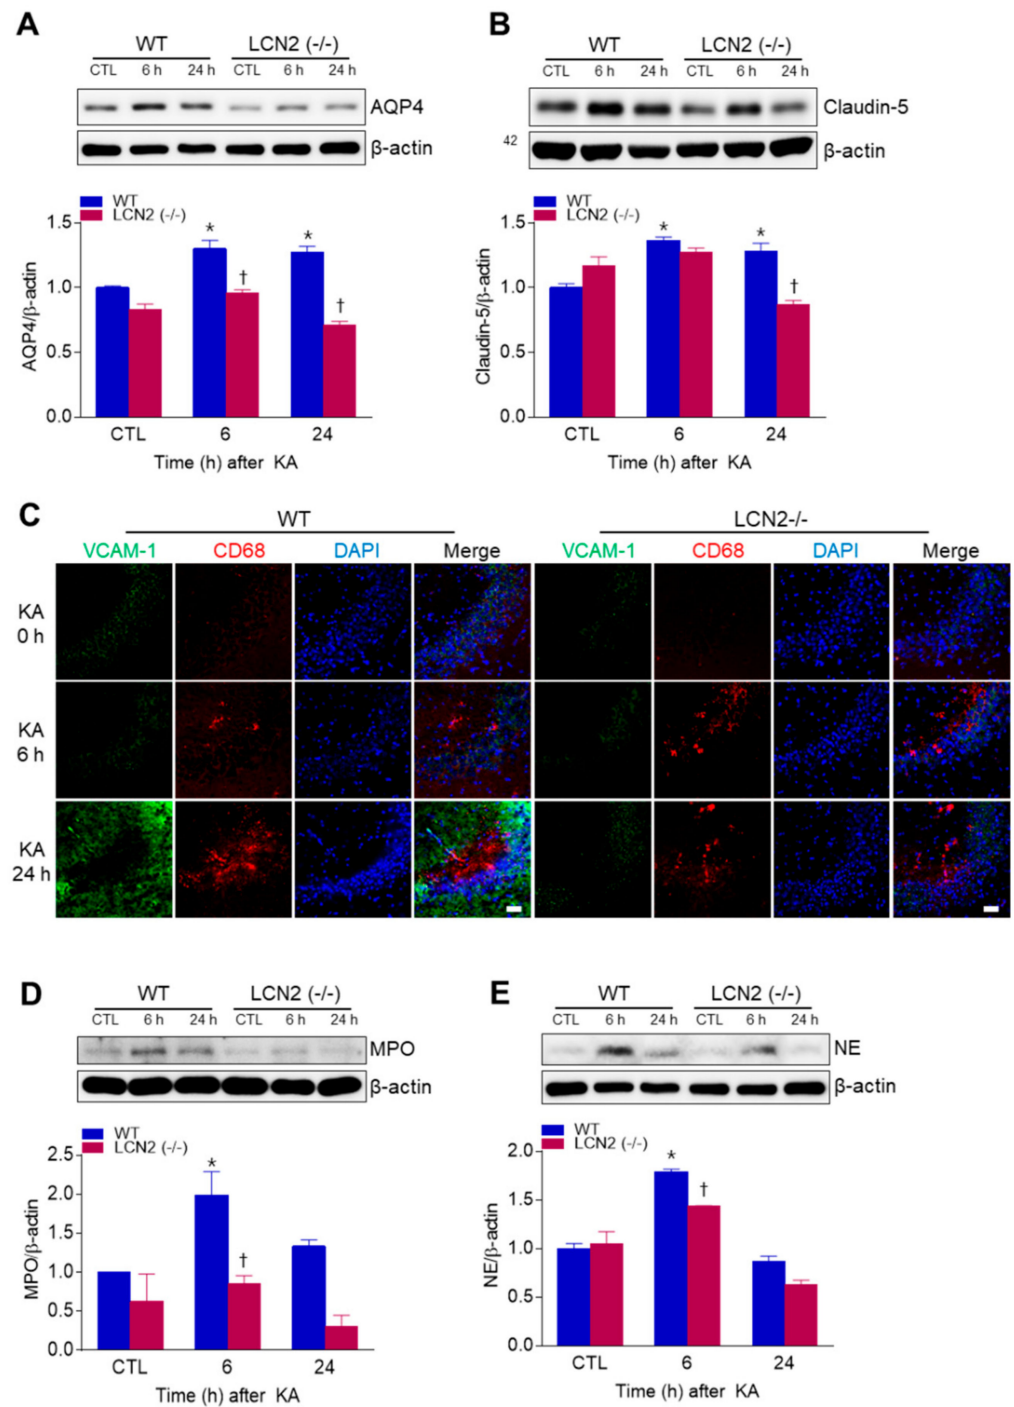 A
WT LCN2 (-/-)
CTL 6 h 24 h CTL 6 h 24 h
AQP4
β-actin
WT
LCN2 (-/-)
AQP4/β-actin
1.5
1.0
0.5
0.0
CTL 6 24
Time (h) after KA
* † * †
B
WT LCN2 (-/-)
CTL 6 h 24 h CTL 6 h 24 h
Claudin-5
42
β-actin
WT
LCN2 (-/-)
Claudin-5/β-actin
1.5
1.0
0.5
0.0
CTL 6 24
Time (h) after KA
* * †
C
WT LCN2-/-
VCAM-1 CD68 DAPI Merge VCAM-1 CD68 DAPI Merge
KA
0 h
KA
6 h
KA
24 h
D
WT LCN2 (-/-)
CTL 6 h 24 h CTL 6 h 24 h
MPO
β-actin
WT
LCN2 (-/-)
MPO/β-actin
2.5
2.0
1.5
1.0
0.5
0.0
CTL 6 24
Time (h) after KA
* †
E
WT LCN2 (-/-)
CTL 6 h 24 h CTL 6 h 24 h
NE
β-actin
WT
LCN2 (-/-)
NE/β-actin
2.0
1.5
1.0
0.5
0.0
CTL 6 24
Time (h) after KA
* †